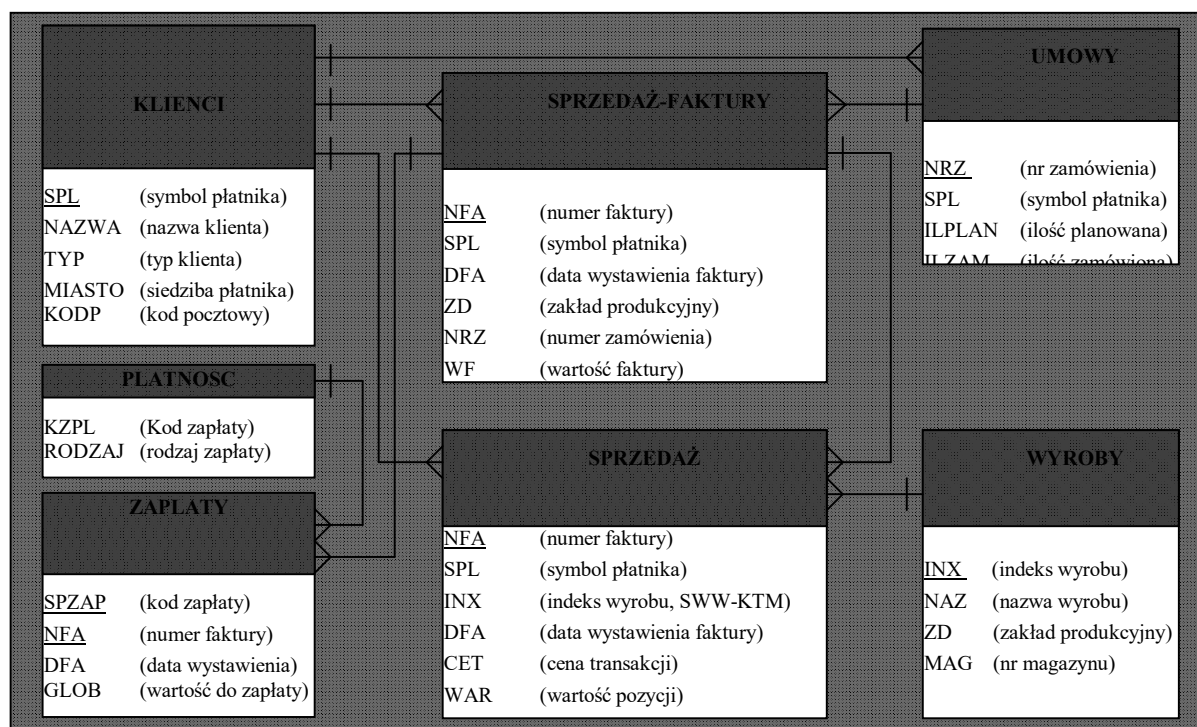 KLIENCI
SPL (symbol płatnika)
NAZWA (nazwa klienta)
TYP (typ klienta)
MIASTO (siedziba płatnika)
KODP (kod pocztowy)
PLATNOSC
KZPL (Kod zapłaty)
RODZAJ (rodzaj zapłaty)
ZAPLATY
SPZAP (kod zapłaty)
NFA (numer faktury)
DFA (data wystawienia)
GLOB (wartość do zapłaty)
SPRZEDAŻ-FAKTURY
NFA (numer faktury)
SPL (symbol płatnika)
DFA (data wystawienia faktury)
ZD (zakład produkcyjny)
NRZ (numer zamówienia)
WF (wartość faktury)
SPRZEDAŻ
NFA (numer faktury)
SPL (symbol płatnika)
INX (indeks wyrobu, SWW-KTM)
DFA (data wystawienia faktury)
CET (cena transakcji)
WAR (wartość pozycji)
UMOWY
NRZ (nr zamówienia)
SPL (symbol płatnika)
ILPLAN (ilość planowana)
ILZAM (ilość zamówiona)
WYROBY
INX (indeks wyrobu)
NAZ (nazwa wyrobu)
ZD (zakład produkcyjny)
MAG (nr magazynu)